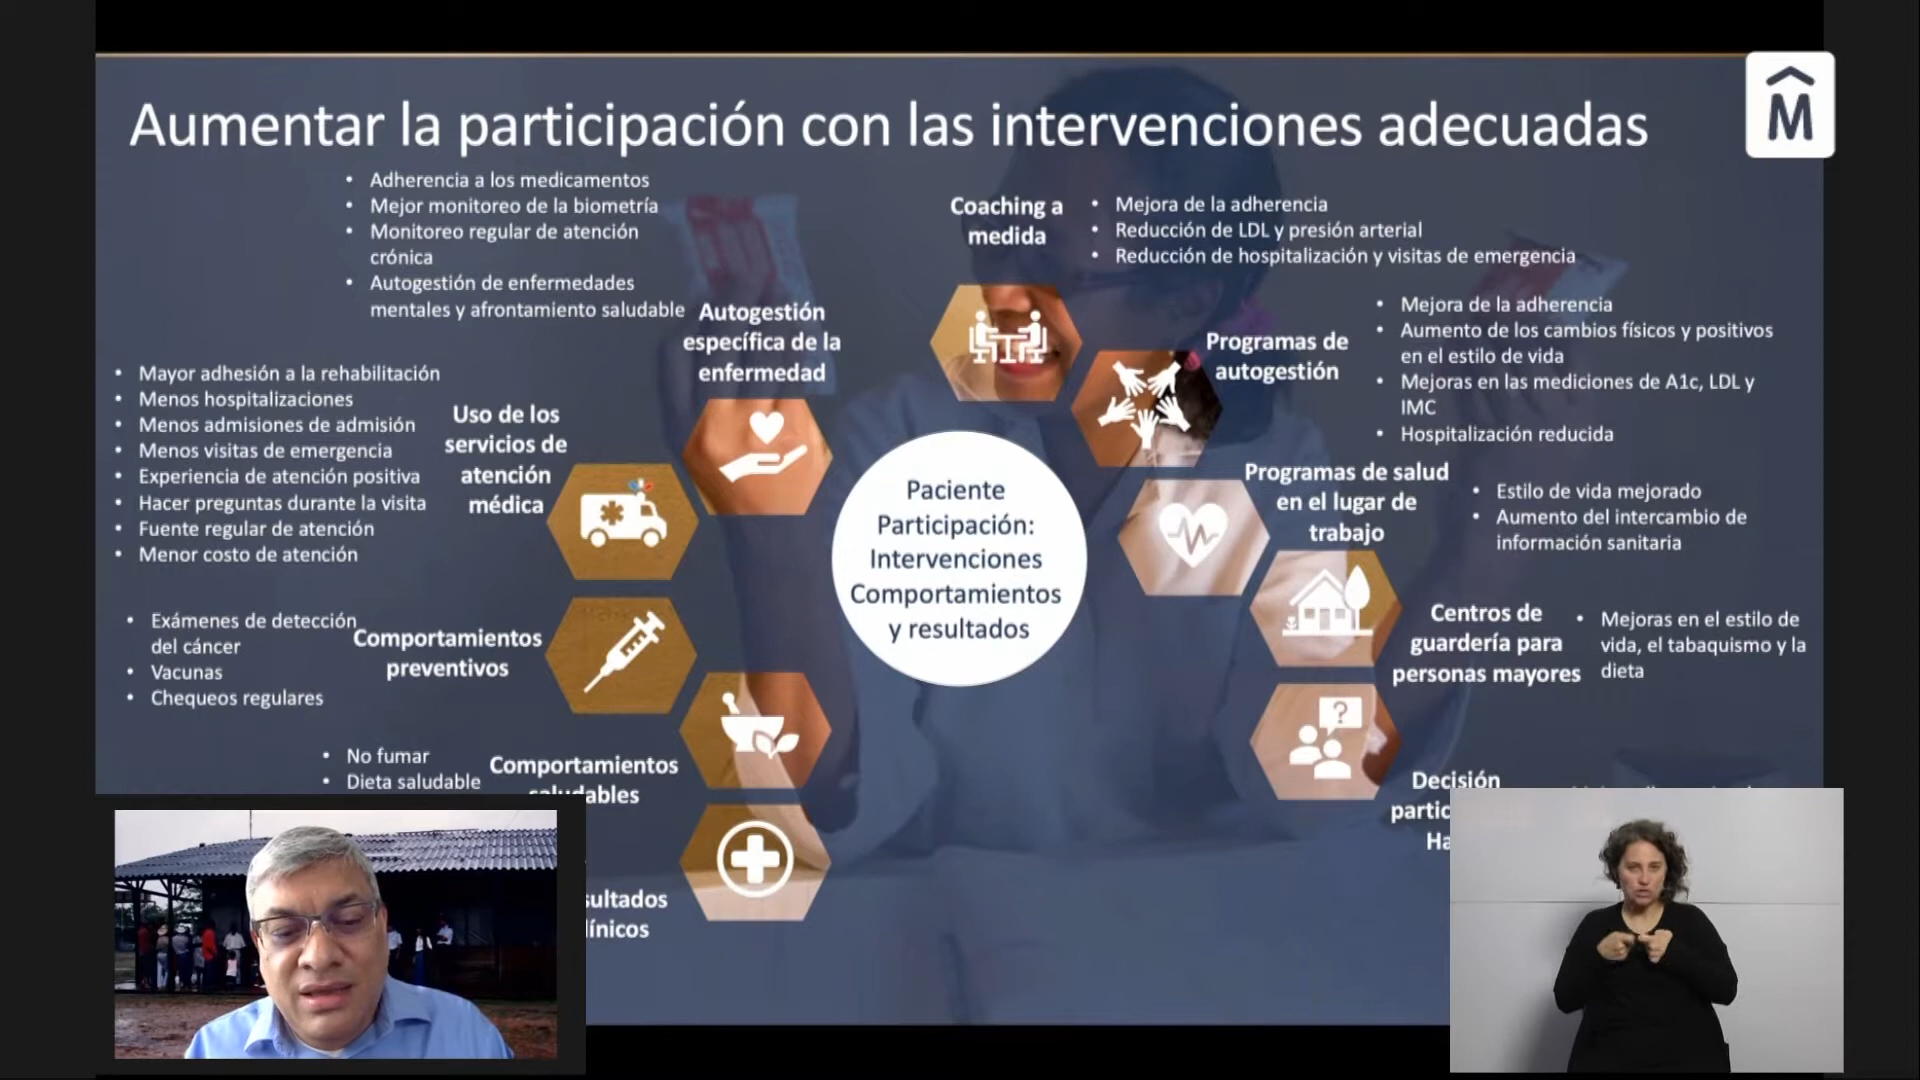 M
Aumentar la participación con las intervenciones adecuadas
• Adherencia a los medicamentos
• Mejor monitoreo de la biometría
• Monitoreo regular de atención
crónica
• Autogestión de enfermedades
mentales y afrontamiento saludable
Autogestión
específica de la
enfermedad
Coaching a
medida
• Mejora de la adherencia
• Reducción de LDL y presión arterial
• Reducción de hospitalización y visitas de emergencia
Programas de
autogestión
• Mejora de la adherencia
• Aumento de los cambios físicos y positivos
en el estilo de vida
• Mejoras en las mediciones de A1c, LDL y
IMC
• Hospitalización reducida
• Mayor adhesión a la rehabilitación
• Menos hospitalizaciones
• Menos admisiones de admisión
• Menos visitas de emergencia
• Experiencia de atención positiva
• Hacer preguntas durante la visita
• Fuente regular de atención
• Menor costo de atención
Uso de los
servicios de
atención
médica
Paciente
Participación:
Intervenciones
Comportamientos
y resultados
Programas de salud
en el lugar de
trabajo
• Estilo de vida mejorado
• Aumento del intercambio de
información sanitaria
• Exámenes de detección
del cáncer
• Vacunas
• Chequeos regulares
Comportamientos
preventivos
Centros de
guardería para
personas mayores
• Mejoras en el estilo de
vida, el tabaquismo y la
dieta
?
• No fumar
• Dieta saludable
Comportamientos
saludables
Decisión
partic
Ha
sultados
línicos